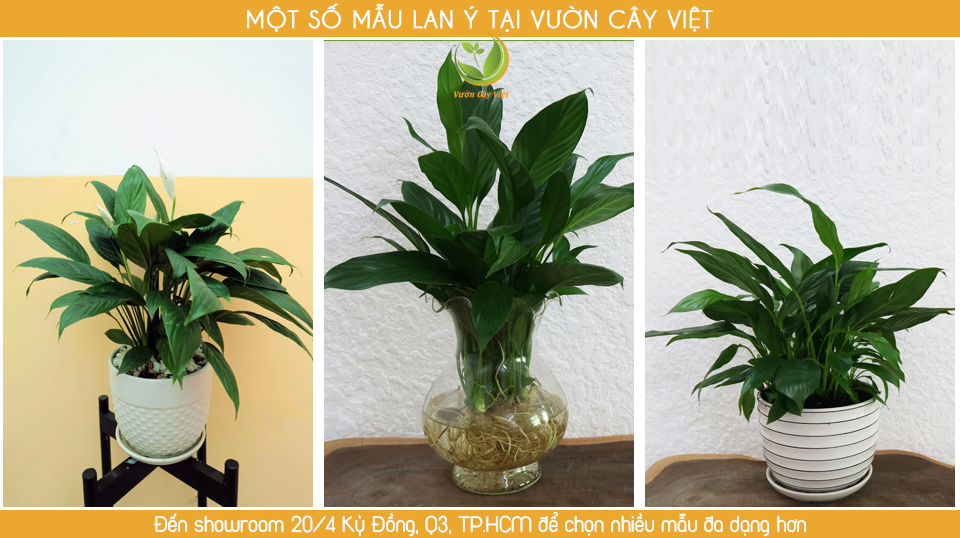 MỘT SỐ MẪU LAN Ý TẠI VƯỜN CÂY VIỆT
Vườn Cây Việt
Đến showroom 20/4 Kỳ Đồng, Q3, TP.HCM để chọn nhiều mẫu đa dạng hơn